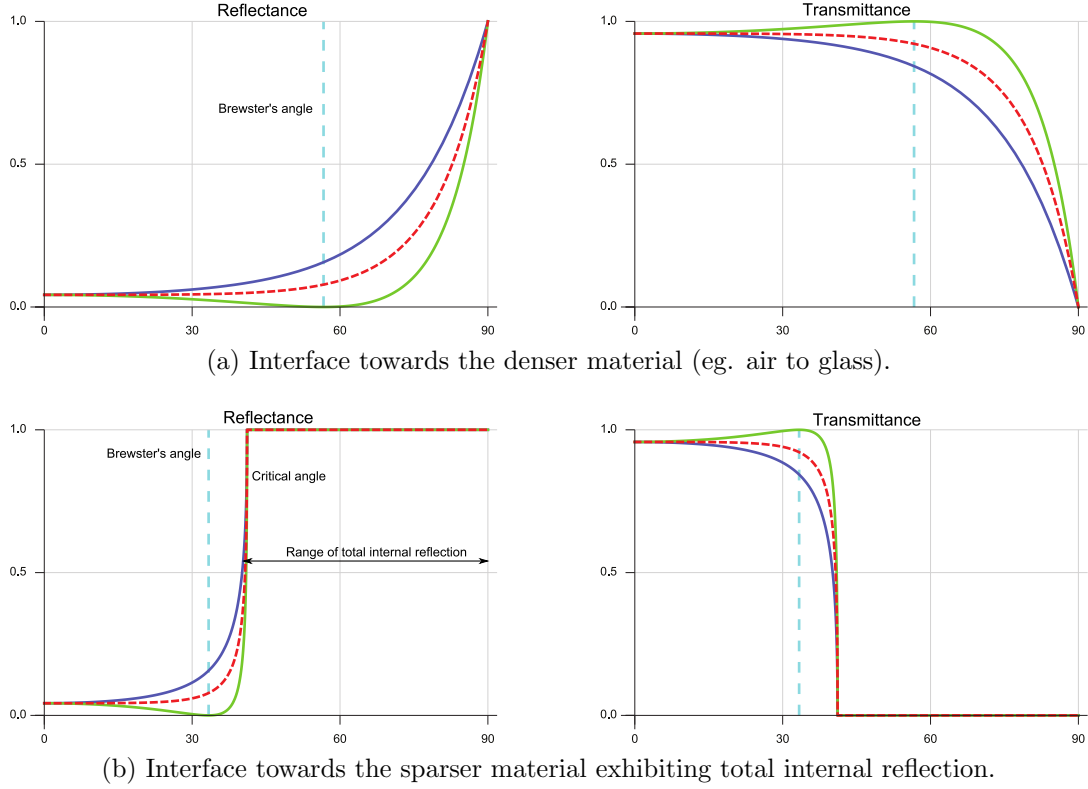 Reflectance
1.0
0.5
0.0
Brewster's angle
0 30 60 90
Transmittance
1.0
0.5
0.0
0 30 60 90
(a) Interface towards the denser material (eg. air to glass).
Reflectance
1.0
0.5
0.0
Brewster's angle
Critical angle
Range of total internal reflection
0 30 60 90
Transmittance
1.0
0.5
0.0
0 30 60 90
(b) Interface towards the sparser material exhibiting total internal reflection.